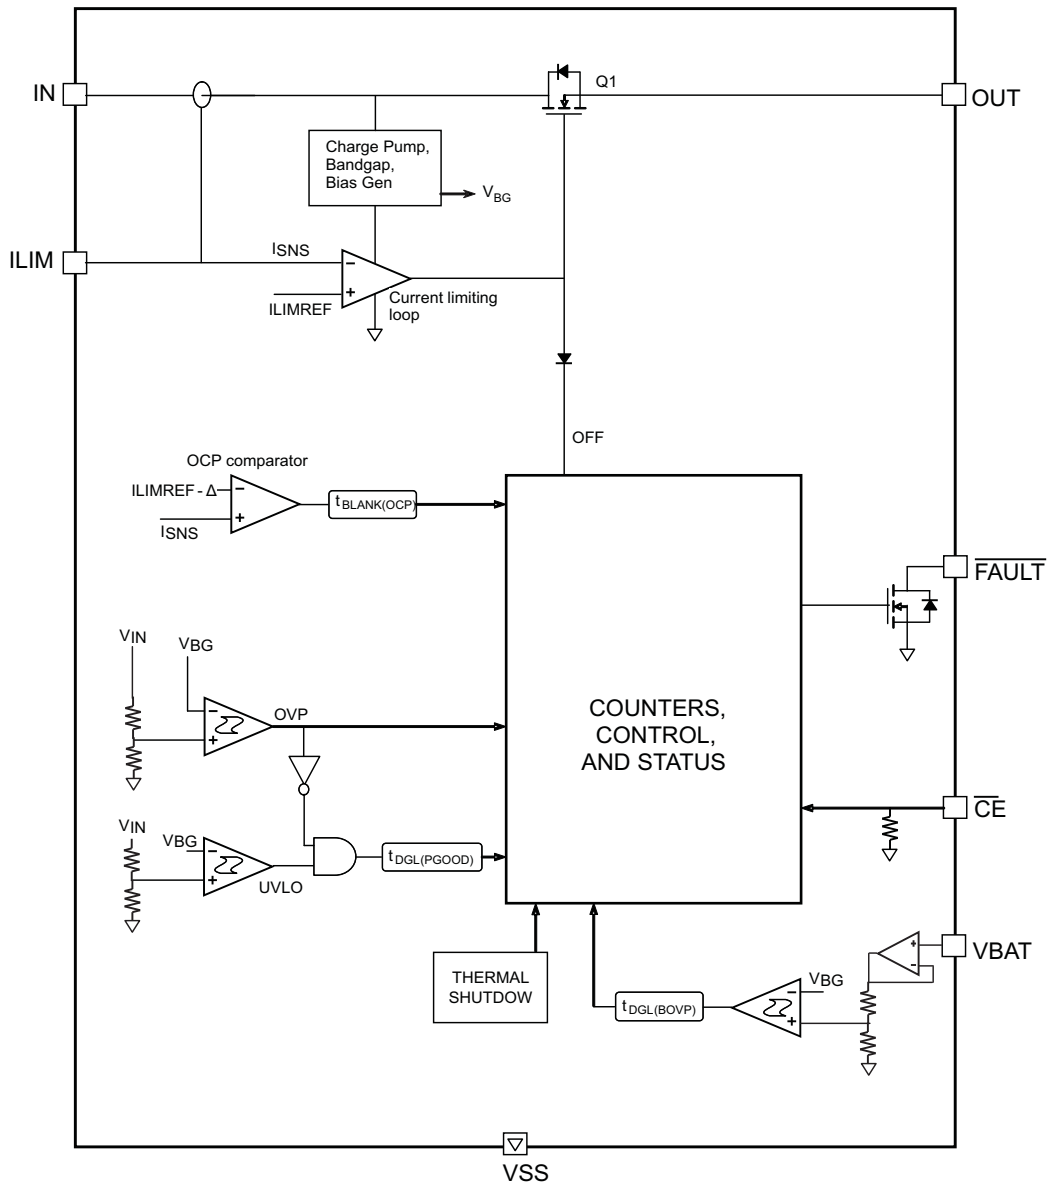 Q1
IN
OUT
Charge Pump,
Bandgap,
Bias Gen
VBG
ILIM
ISNS
ILIMREF
Current limiting
loop
OFF
OCP comparator
ILIMREF - Δ
tBLANK(OCP)
ISNS
FAULT
VIN
VBG
OVP
COUNTERS,
CONTROL,
AND STATUS
CE
VIN
VBG
tDGL(PGOOD)
UVLO
VBAT
THERMAL
SHUTDOW
VBG
tDGL(BOVP)
VSS